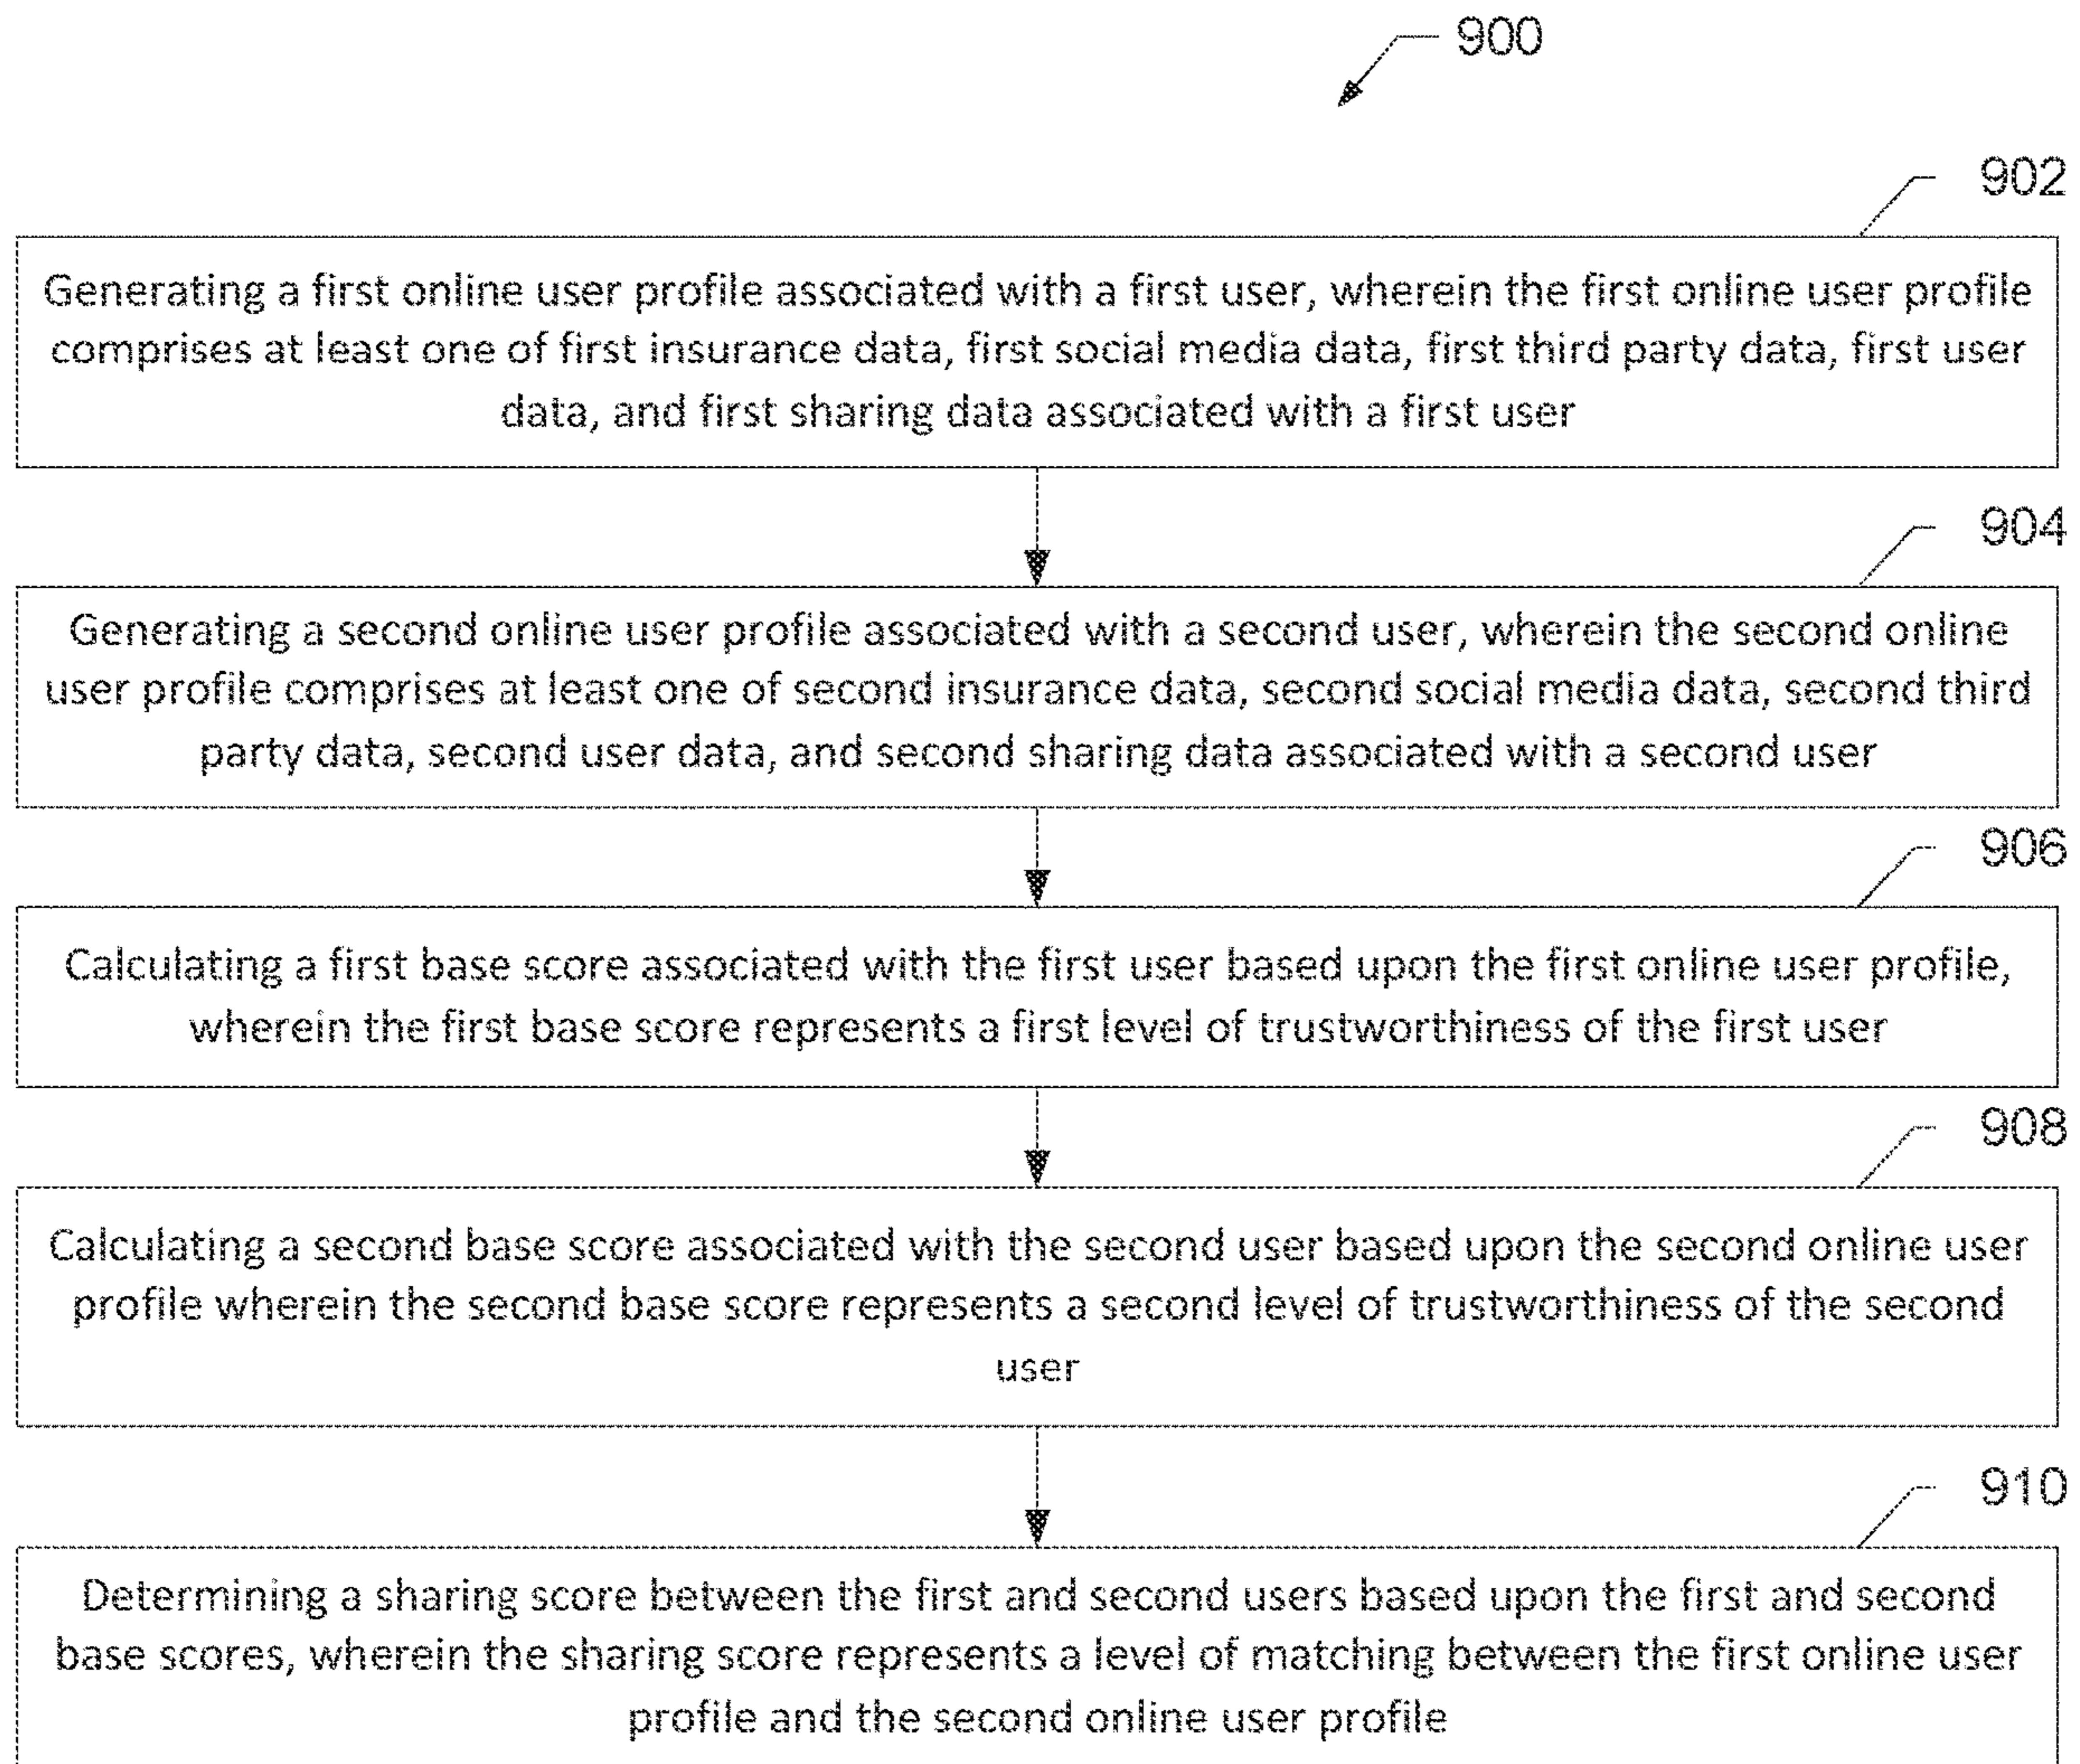 900
902
Generating a first online user profile associated with a first user, wherein the first online user profile
comprises at least one of first insurance data, first social media data, first third party data, first user
data, and first sharing data associated with a first user
904
Generating a second online user profile associated with a second user, wherein the second online
user profile comprises at least one of second insurance data, second social media data, second third
party data, second user data, and second sharing data associated with a second user
906
Calculating a first base score associated with the first user based upon the first online user profile,
wherein the first base score represents a first level of trustworthiness of the first user
908
Calculating a second base score associated with the second user based upon the second online user
profile wherein the second base score represents a second level of trustworthiness of the second
user
910
Determining a sharing score between the first and second users based upon the first and second
base scores, wherein the sharing score represents a level of matching between the first online user
profile and the second online user profile